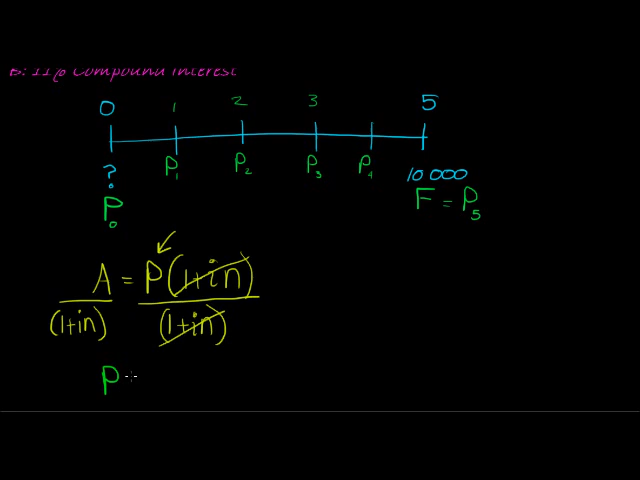 B: 11% Compound Interest
0 1 2 3 5
? P₁ P₂ P₃ P₄ 10 000
P₀ F = P₅
A = P(1+in)
(1+in) (1+in)
P